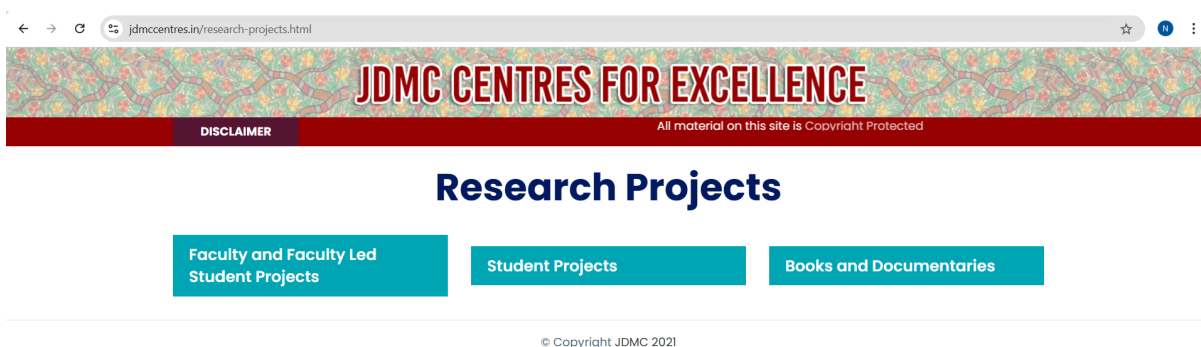 jdmccentres.in/research-projects.html
N
JDMC CENTRES FOR EXCELLENCE
DISCLAIMER
All material on this site is Copyright Protected
Research Projects
Faculty and Faculty Led
Student Projects
Student Projects
Books and Documentaries
© Copyright JDMC 2021